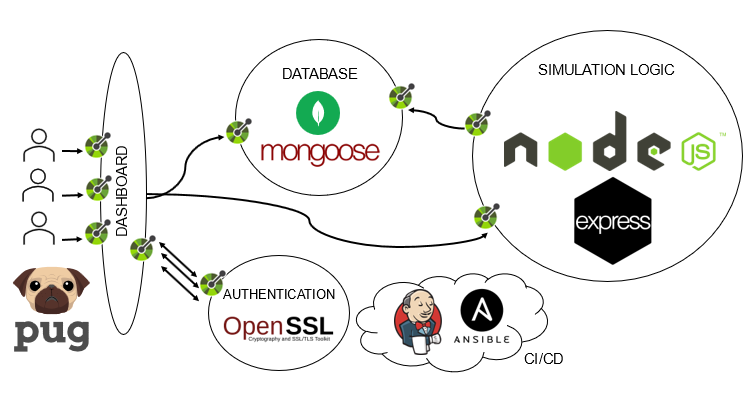 DATABASE
mongoose
SIMULATION LOGIC
node
JS
TM
express
DASHBOARD
pug
AUTHENTICATION
OpenSSL
Cryptography and SSL/TLS Toolkit
A
ANSIBLE
CI/CD